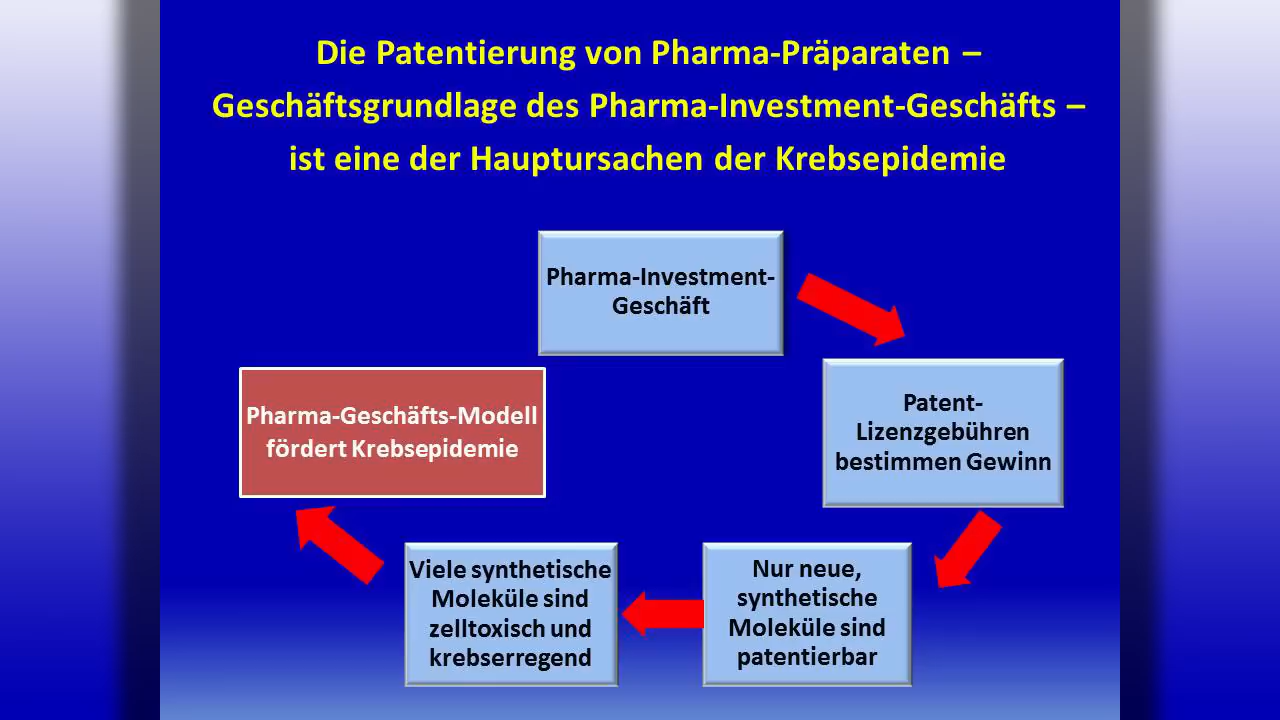 Die Patentierung von Pharma-Präparaten –
Geschäftsgrundlage des Pharma-Investment-Geschäfts –
ist eine der Hauptursachen der Krebsepidemie
Pharma-Investment-
Geschäft
Patent-
Lizenzgebühren
bestimmen Gewinn
Nur neue,
synthetische
Moleküle sind
patentierbar
Viele synthetische
Moleküle sind
zelltoxisch und
krebserregend
Pharma-Geschäfts-Modell
fördert Krebsepidemie